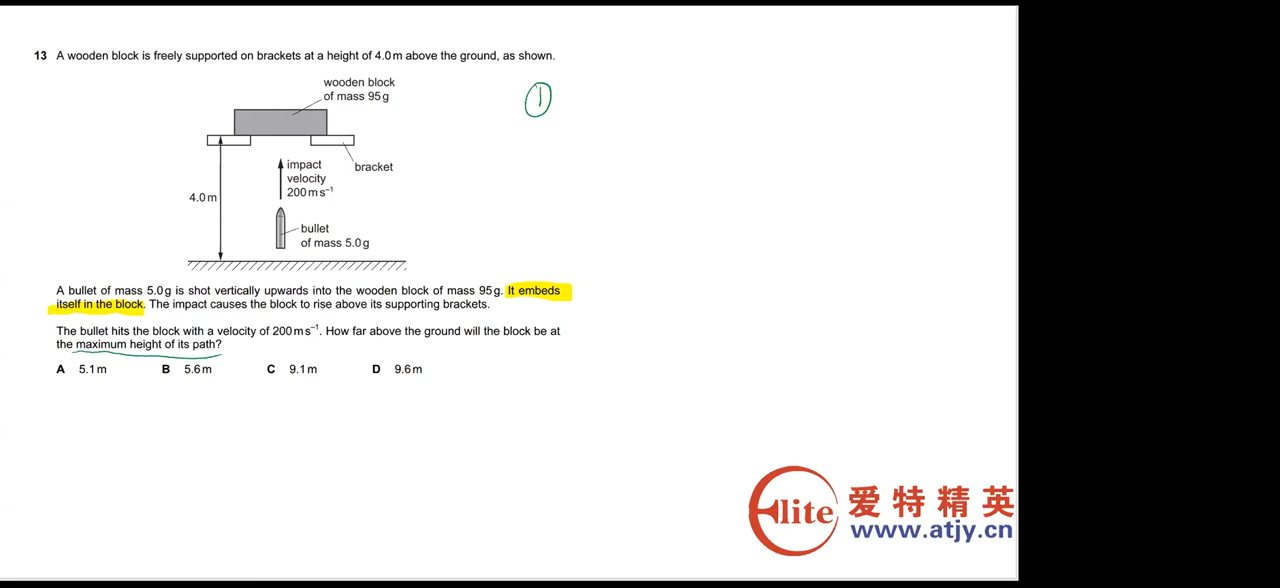 13 A wooden block is freely supported on brackets at a height of 4.0 m above the ground, as shown.
wooden block
of mass 95 g
1
impact
velocity
200 m s⁻¹
bracket
4.0 m
bullet
of mass 5.0 g
A bullet of mass 5.0 g is shot vertically upwards into the wooden block of mass 95 g. It embeds
itself in the block. The impact causes the block to rise above its supporting brackets.
The bullet hits the block with a velocity of 200 m s⁻¹. How far above the ground will the block be at
the maximum height of its path?
A 5.1 m B 5.6 m C 9.1 m D 9.6 m
Elite 爱特精英
www.atjy.cn